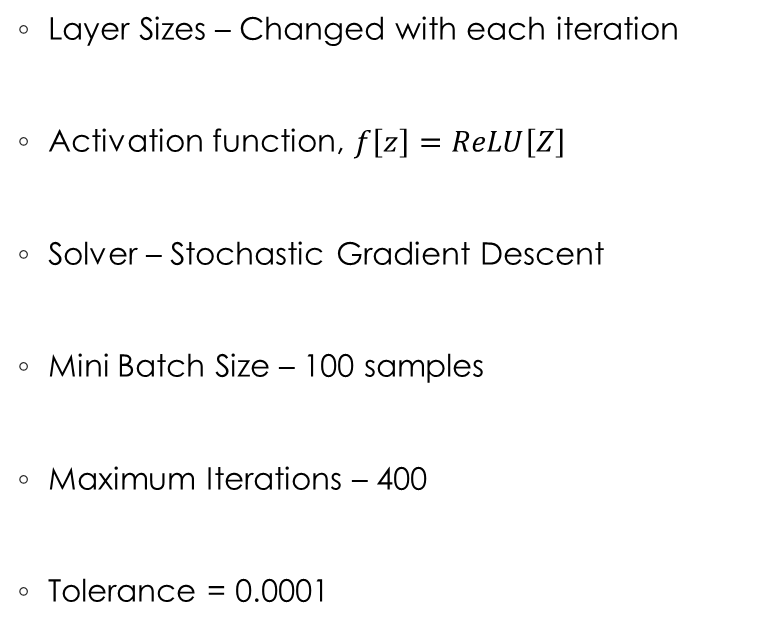 ◦ Layer Sizes – Changed with each iteration
◦ Activation function, f[z] = ReLU[Z]
◦ Solver – Stochastic Gradient Descent
◦ Mini Batch Size – 100 samples
◦ Maximum Iterations – 400
◦ Tolerance = 0.0001